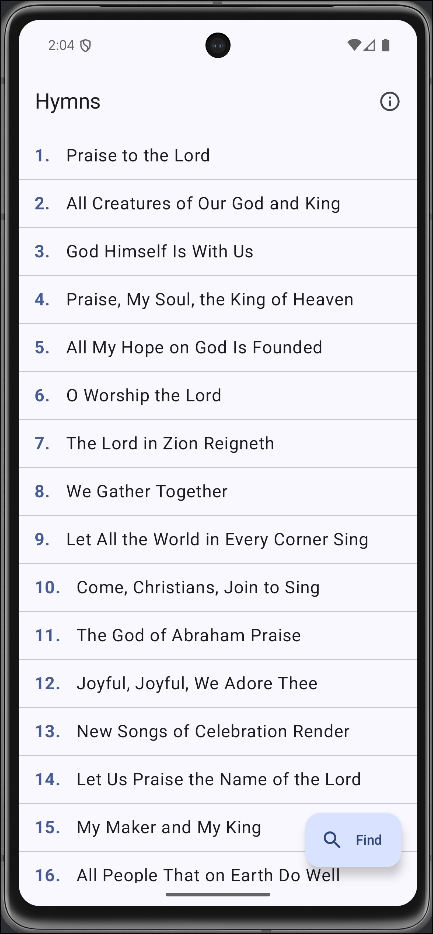 2:04
Hymns
1. Praise to the Lord
2. All Creatures of Our God and King
3. God Himself Is With Us
4. Praise, My Soul, the King of Heaven
5. All My Hope on God Is Founded
6. O Worship the Lord
7. The Lord in Zion Reigneth
8. We Gather Together
9. Let All the World in Every Corner Sing
10. Come, Christians, Join to Sing
11. The God of Abraham Praise
12. Joyful, Joyful, We Adore Thee
13. New Songs of Celebration Render
14. Let Us Praise the Name of the Lord
15. My Maker and My King
Find
16. All People That on Earth Do Well